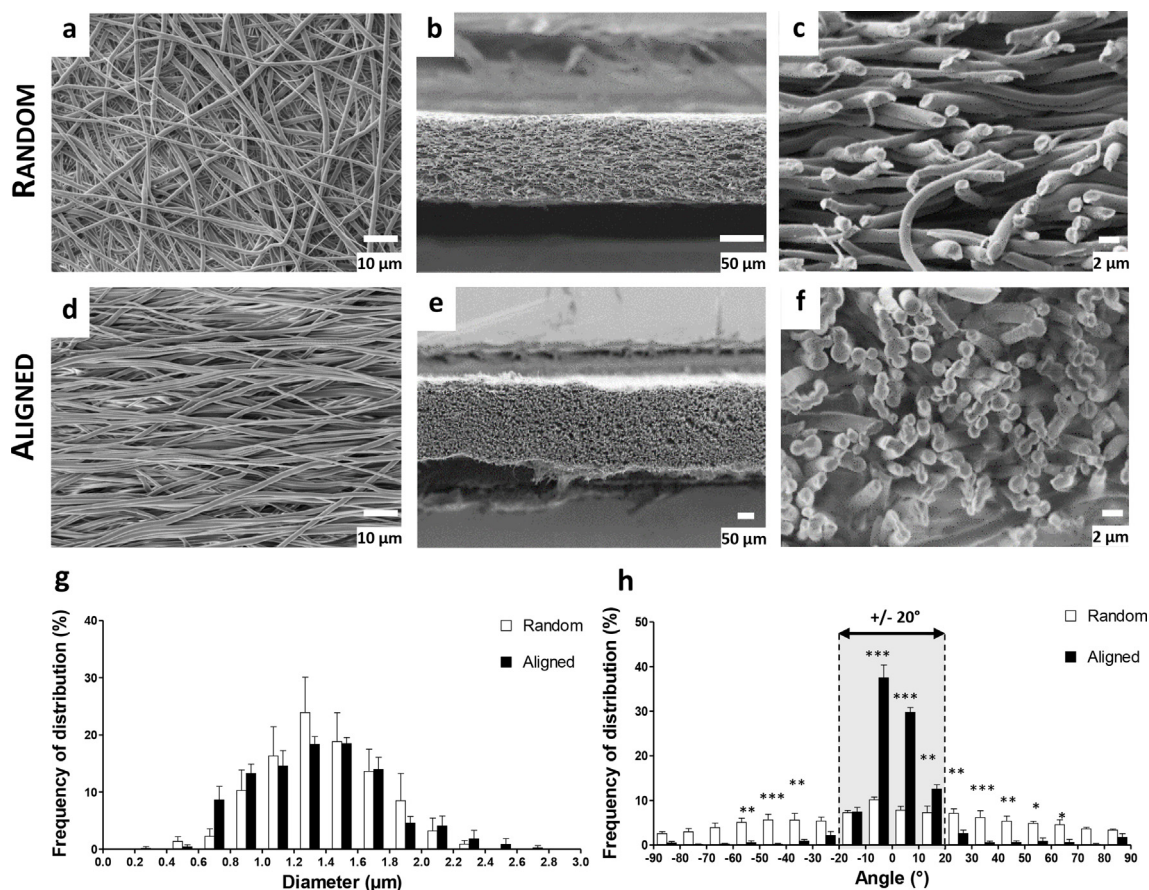 RANDOM
a
10 µm
b
50 µm
c
2 µm
ALIGNED
d
10 µm
e
50 µm
f
2 µm
g
Frequency of distribution (%)
40
30
20
10
0
0.0 0.2 0.4 0.6 0.8 1.0 1.2 1.4 1.6 1.8 2.0 2.2 2.4 2.6 2.8 3.0
Diameter (µm)
Random
Aligned
h
Frequency of distribution (%)
50
40
30
20
10
0
-90 -80 -70 -60 -50 -40 -30 -20 -10 0 10 20 30 40 50 60 70 80 90
Angle (°)
+/- 20°
Random
Aligned
** *** ** *** *** ** ** *** ** * *